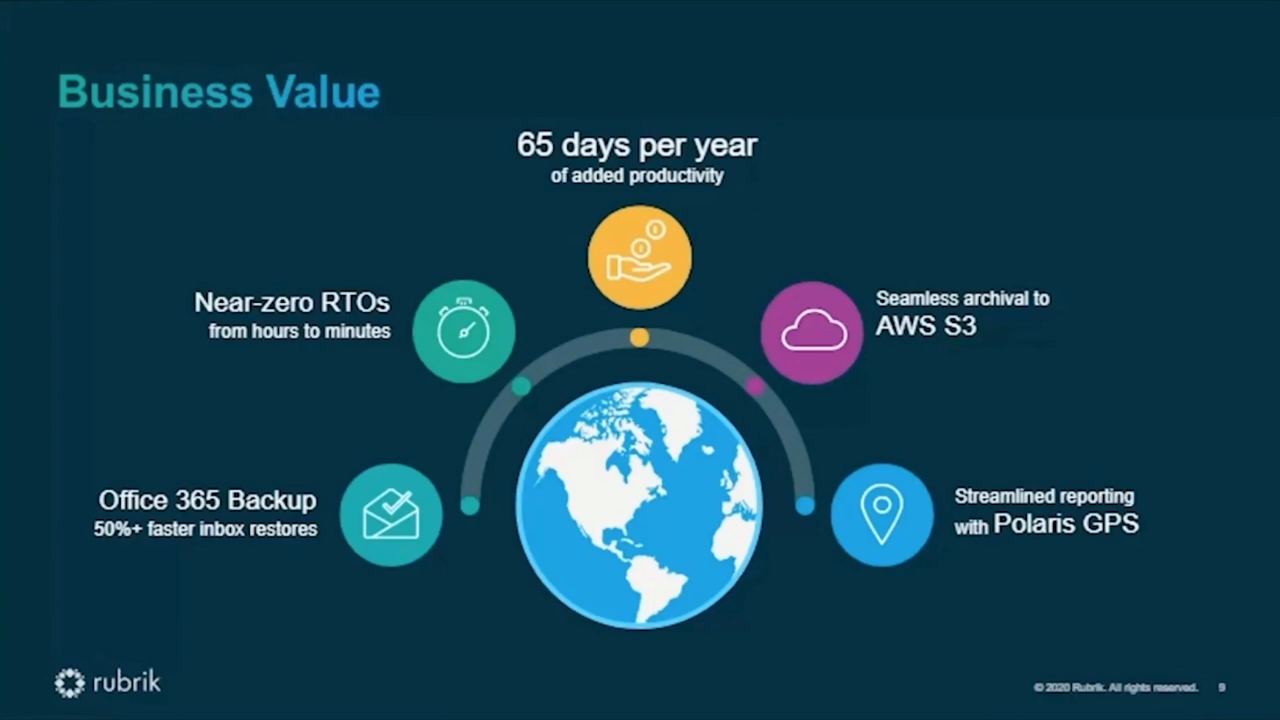 Business Value
65 days per year
of added productivity
Near-zero RTOs
from hours to minutes
Seamless archival to
AWS S3
Office 365 Backup
50%+ faster inbox restores
Streamlined reporting
with Polaris GPS
rubrik
© 2020 Rubrik. All rights reserved. 9